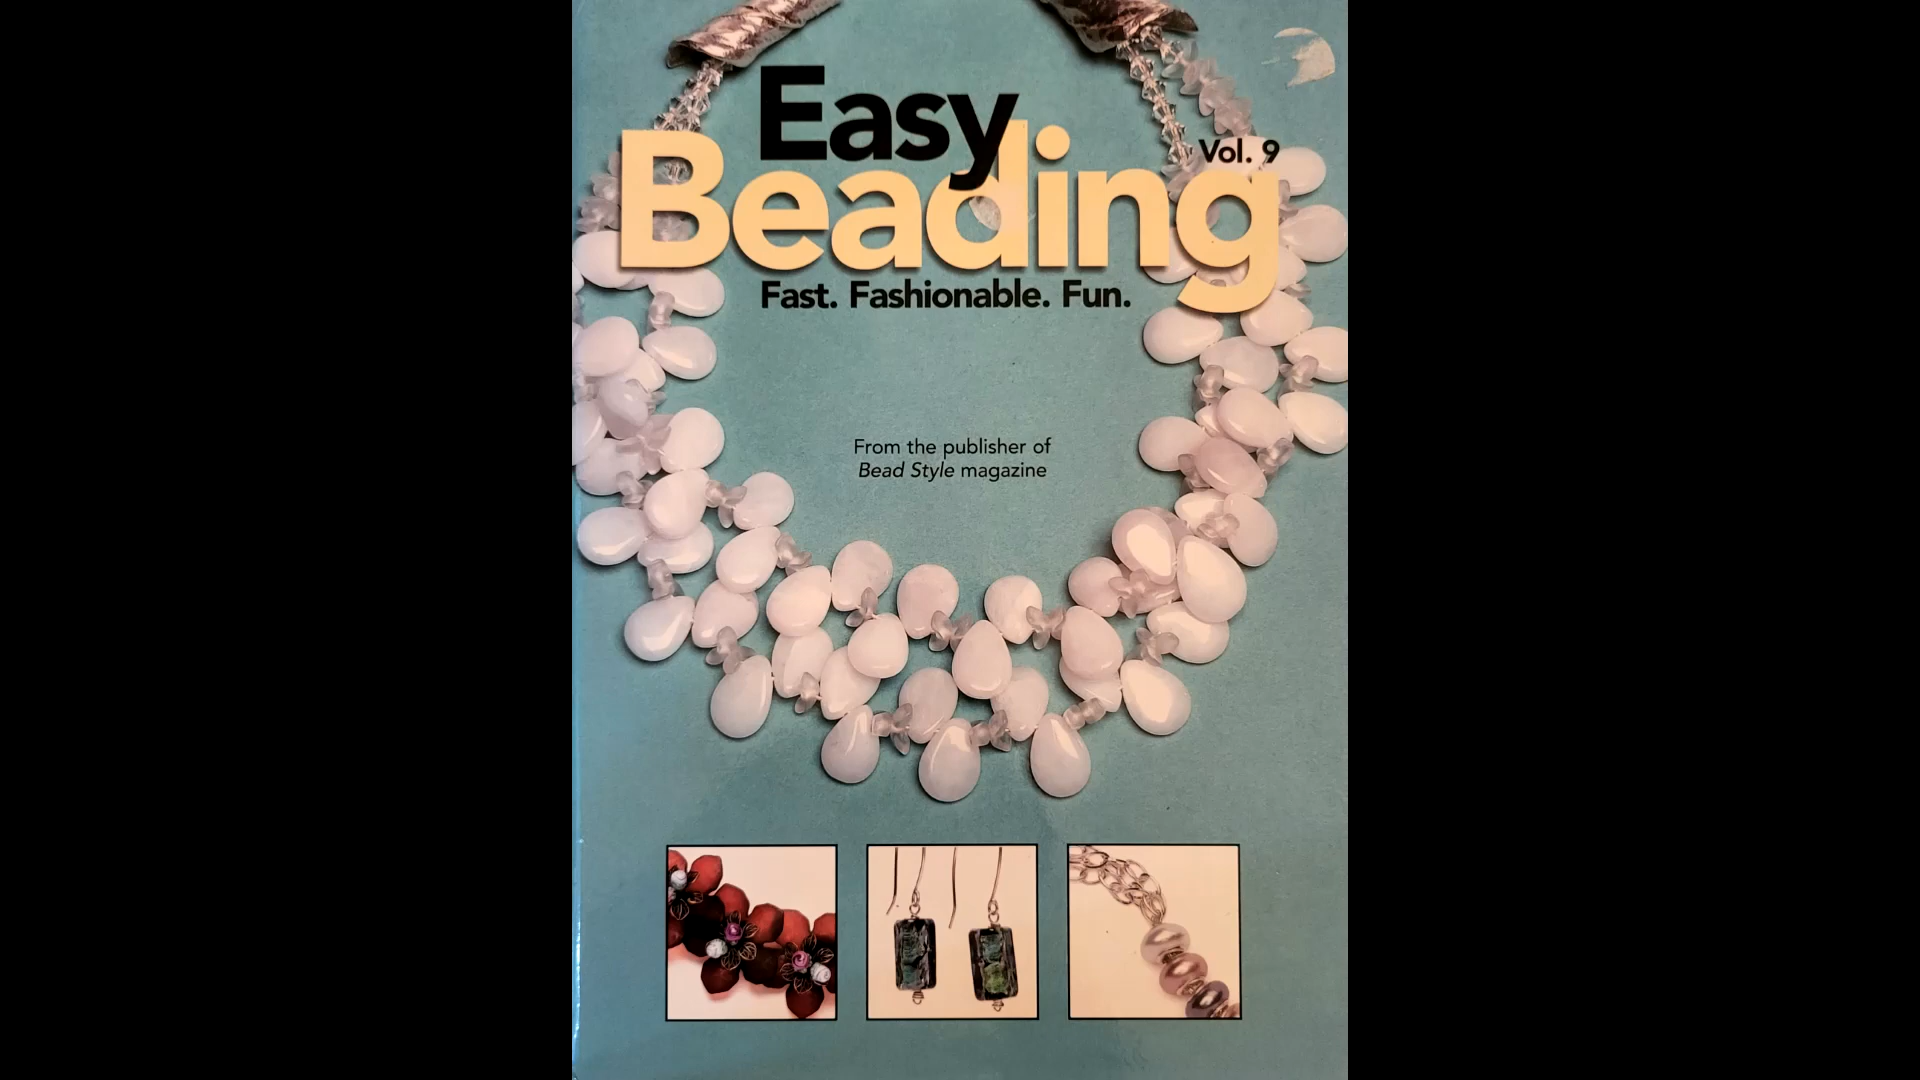 Easy
Beading
Vol. 9
Fast. Fashionable. Fun.
From the publisher of
Bead Style magazine